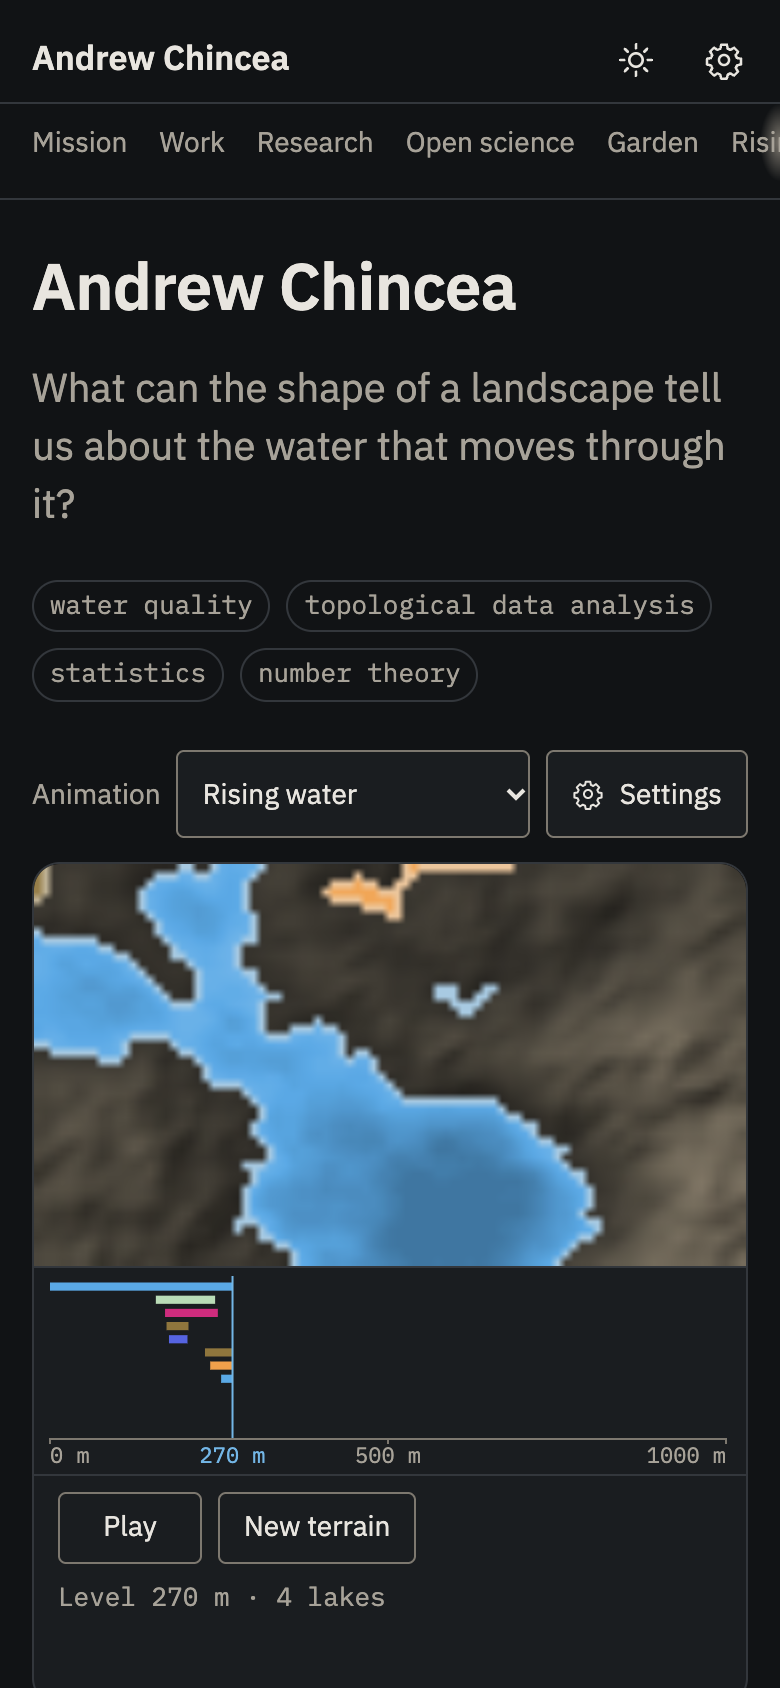 Andrew Chincea
Mission Work Research Open science Garden
Andrew Chincea
What can the shape of a landscape tell
us about the water that moves through
it?
water quality topological data analysis
statistics number theory
Animation Rising water Settings
0 m 270 m 500 m 1000 m
Play New terrain
Level 270 m · 4 lakes